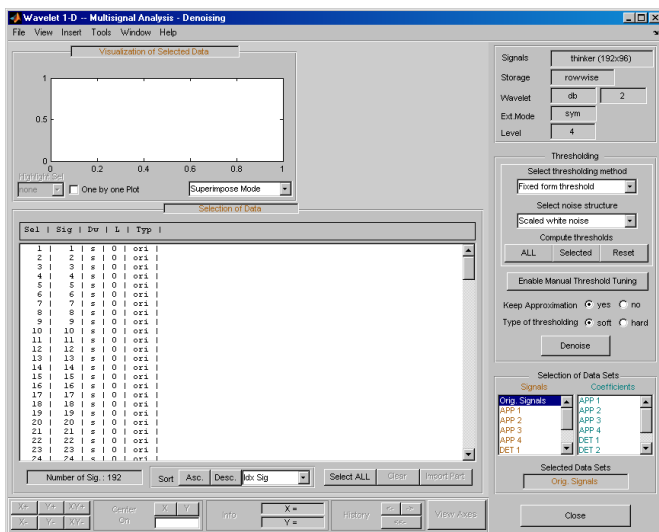 Wavelet 1-D -- Multisignal Analysis - Denoising
File View Insert Tools Window Help
Visualization of Selected Data
1
0.5
0
0 0.2 0.4 0.6 0.8 1
Highlight Sel
none One by one Plot Superimpose Mode
Selection of Data
Sel | Sig | Dw | L | Typ |
1 | 1 | s | 0 | ori |
2 | 2 | s | 0 | ori |
3 | 3 | s | 0 | ori |
4 | 4 | s | 0 | ori |
5 | 5 | s | 0 | ori |
6 | 6 | s | 0 | ori |
7 | 7 | s | 0 | ori |
8 | 8 | s | 0 | ori |
9 | 9 | s | 0 | ori |
10 | 10 | s | 0 | ori |
11 | 11 | s | 0 | ori |
12 | 12 | s | 0 | ori |
13 | 13 | s | 0 | ori |
14 | 14 | s | 0 | ori |
15 | 15 | s | 0 | ori |
16 | 16 | s | 0 | ori |
17 | 17 | s | 0 | ori |
18 | 18 | s | 0 | ori |
19 | 19 | s | 0 | ori |
20 | 20 | s | 0 | ori |
21 | 21 | s | 0 | ori |
22 | 22 | s | 0 | ori |
23 | 23 | s | 0 | ori |
24 | 24 | s | 0 | ori |
Number of Sig.: 192 Sort Asc. Desc. Idx Sig Select ALL Clear Import Part.
X+ Y+ XY+ Center X Y Info X = History <- -> View Axes
X- Y- XY- On Y = <<-
Signals thinker (192x96)
Storage rowwise
Wavelet db 2
Ext.Mode sym
Level 4
Thresholding
Select thresholding method
Fixed form threshold
Select noise structure
Scaled white noise
Compute thresholds
ALL Selected Reset
Enable Manual Threshold Tuning
Keep Approximation yes no
Type of thresholding soft hard
Denoise
Selection of Data Sets
Signals Coefficients
Orig. Signals APP 1
APP 1 APP 2
APP 2 APP 3
APP 3 APP 4
APP 4 DET 1
DET 1 DET 2
Selected Data Sets
Orig. Signals
Close